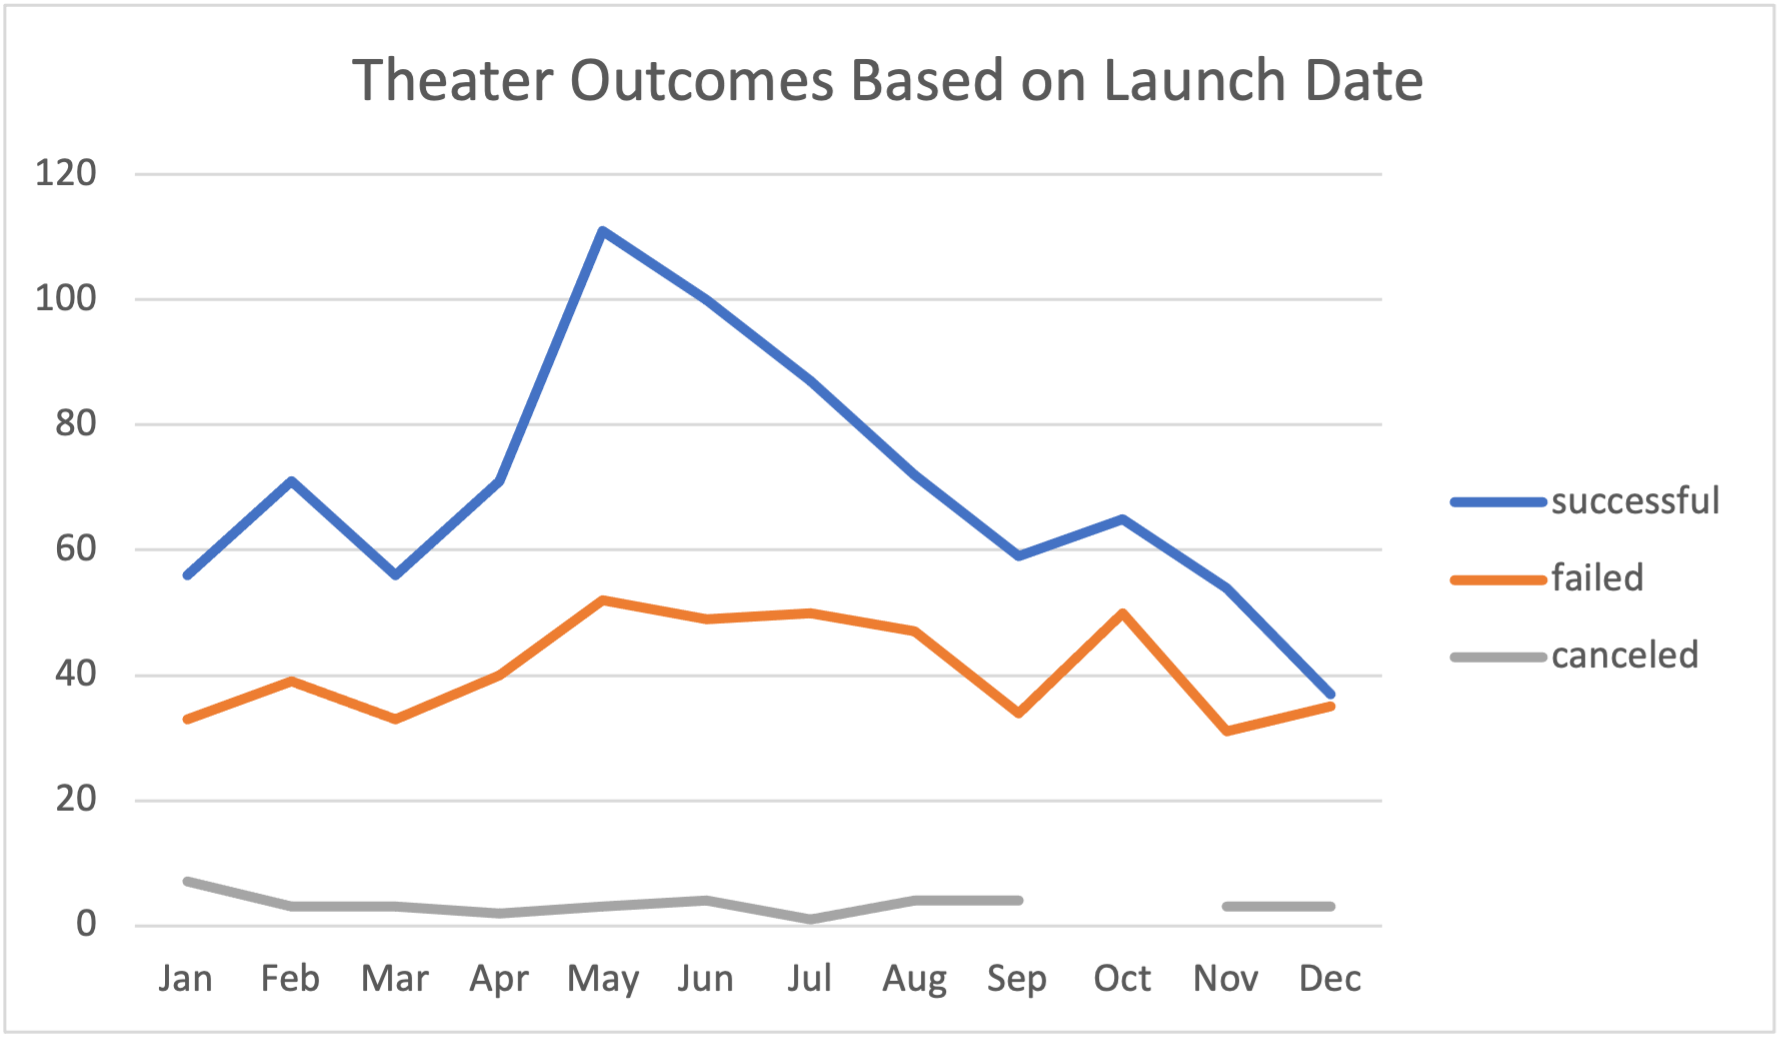 Theater Outcomes Based on Launch Date
120
100
80
60
40
20
0
Jan Feb Mar Apr May Jun Jul Aug Sep Oct Nov Dec
successful
failed
canceled